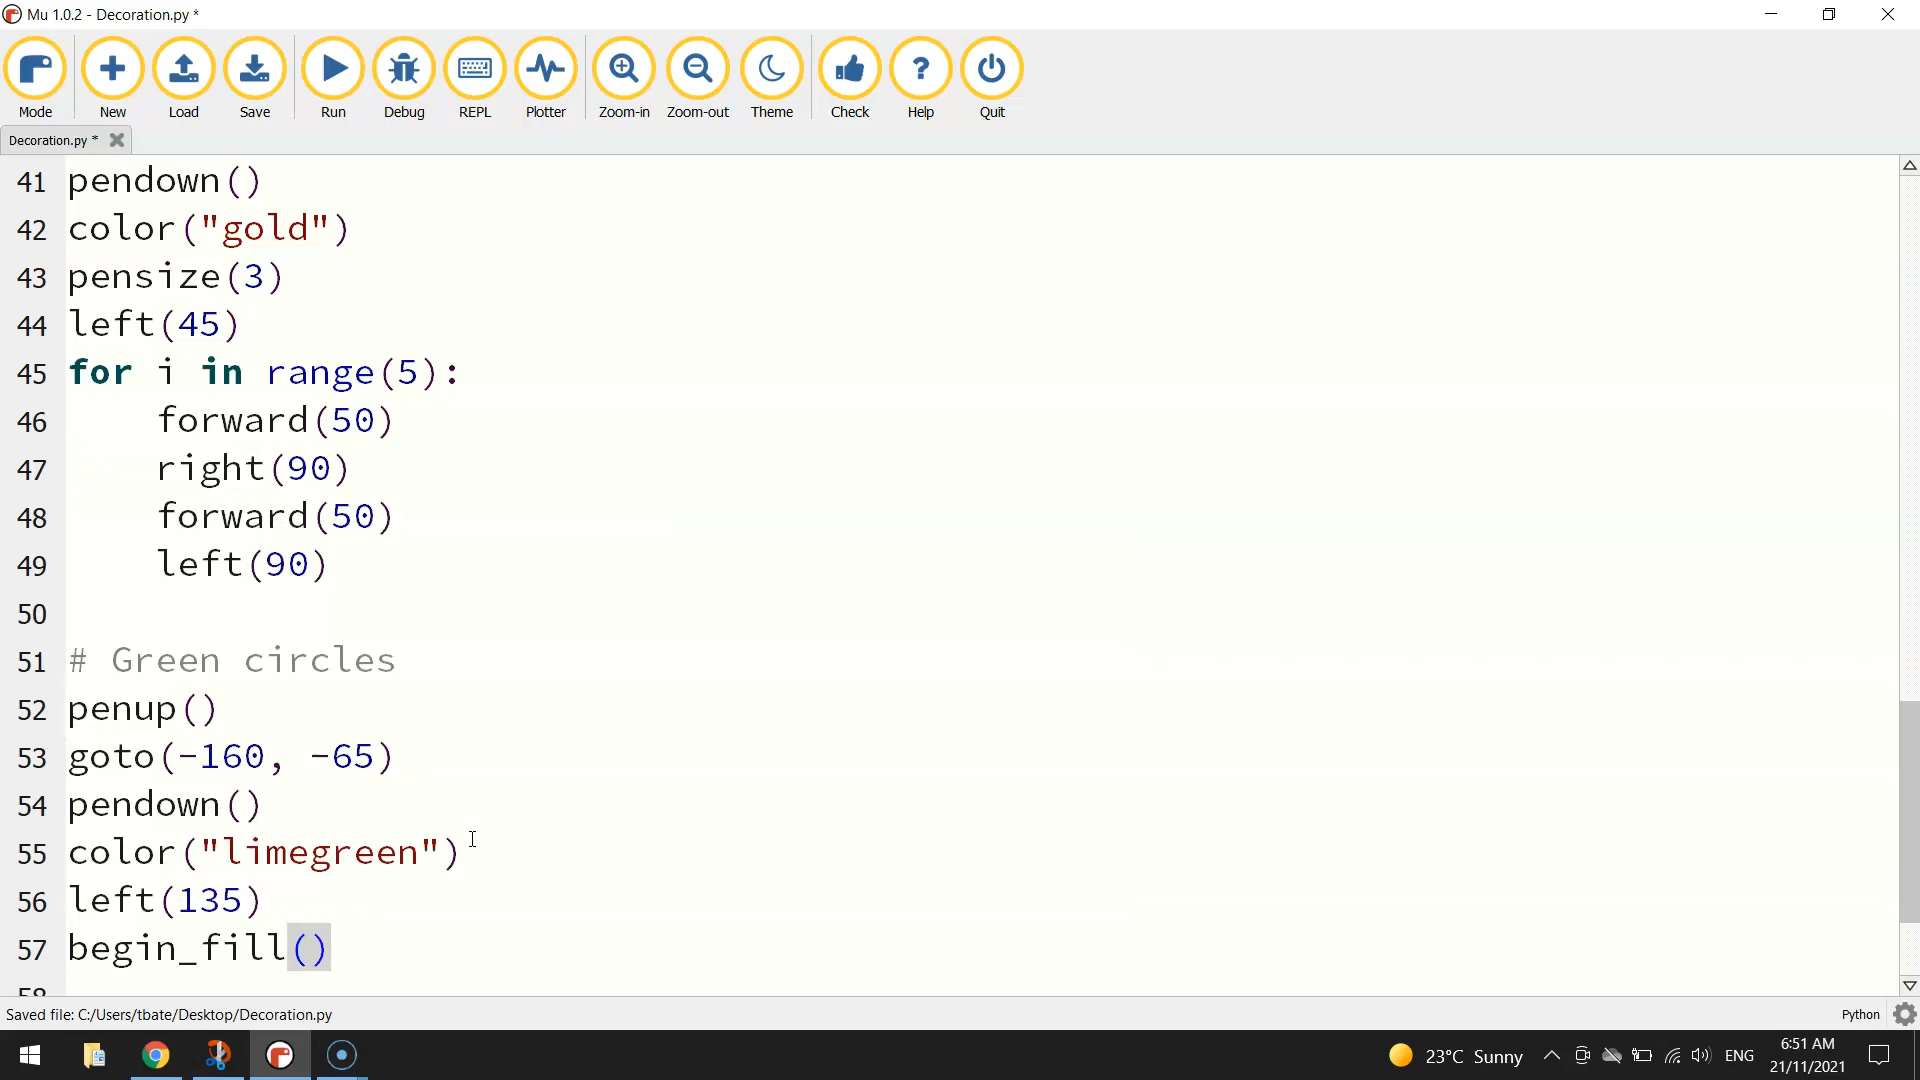 Mu 1.0.2 - Decoration.py *
Mode New Load Save Run Debug REPL Plotter Zoom-in Zoom-out Theme Check Help Quit
Decoration.py *
41 pendown()
42 color("gold")
43 pensize(3)
44 left(45)
45 for i in range(5):
46     forward(50)
47     right(90)
48     forward(50)
49     left(90)
50
51 # Green circles
52 penup()
53 goto(-160, -65)
54 pendown()
55 color("limegreen")
56 left(135)
57 begin_fill()
58
Saved file: C:/Users/tbate/Desktop/Decoration.py
Python
23°C Sunny
ENG
6:51 AM
21/11/2021